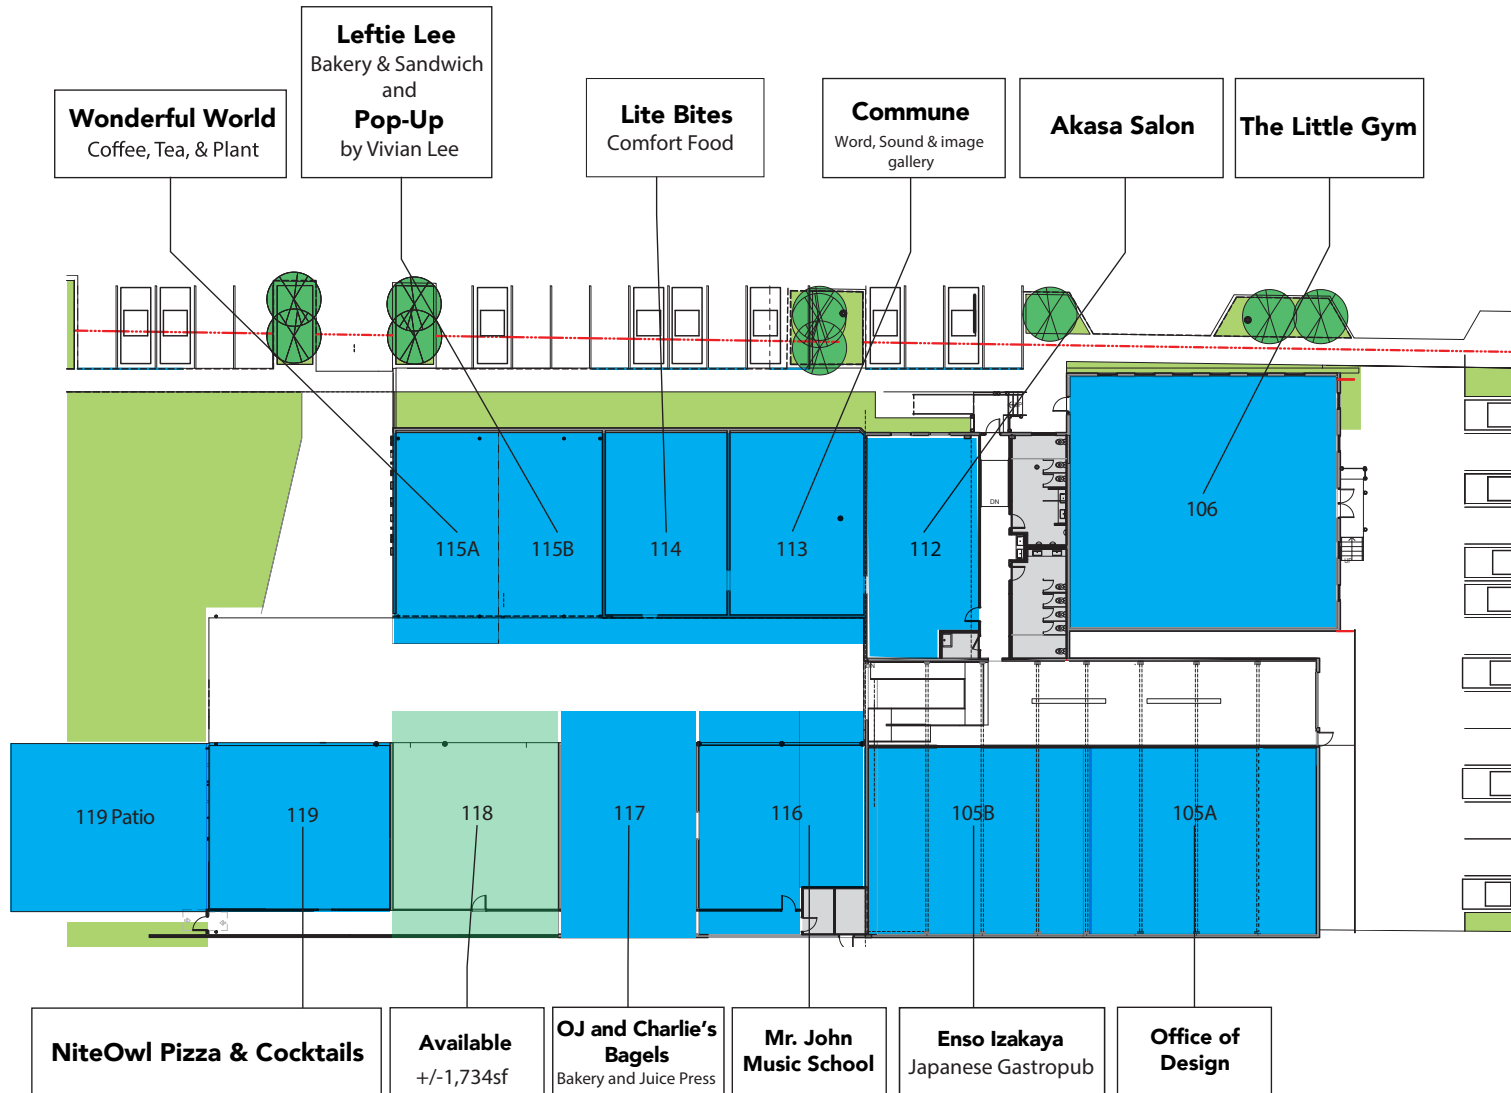 Leftie Lee
Bakery & Sandwich
and
Pop-Up
by Vivian Lee
Wonderful World
Coffee, Tea, & Plant
Lite Bites
Comfort Food
Commune
Word, Sound & image
gallery
Akasa Salon
The Little Gym
115A
115B
114
113
112
106
DN
119 Patio
119
118
117
116
105B
105A
NiteOwl Pizza & Cocktails
Available
+/-1,734sf
OJ and Charlie's
Bagels
Bakery and Juice Press
Mr. John
Music School
Enso Izakaya
Japanese Gastropub
Office of
Design